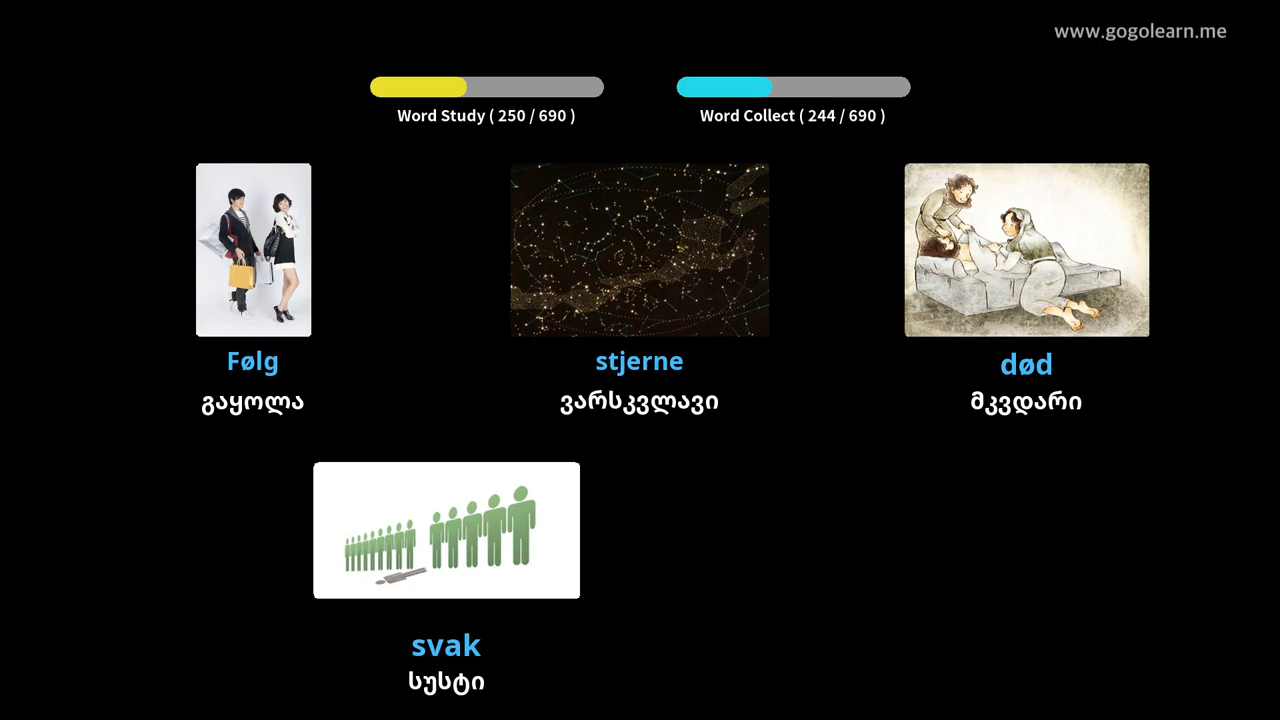 www.gogolearn.me
Word Study ( 250 / 690 )
Word Collect ( 244 / 690 )
Følg
გაყოლა
stjerne
ვარსკვლავი
død
მკვდარი
svak
სუსტი